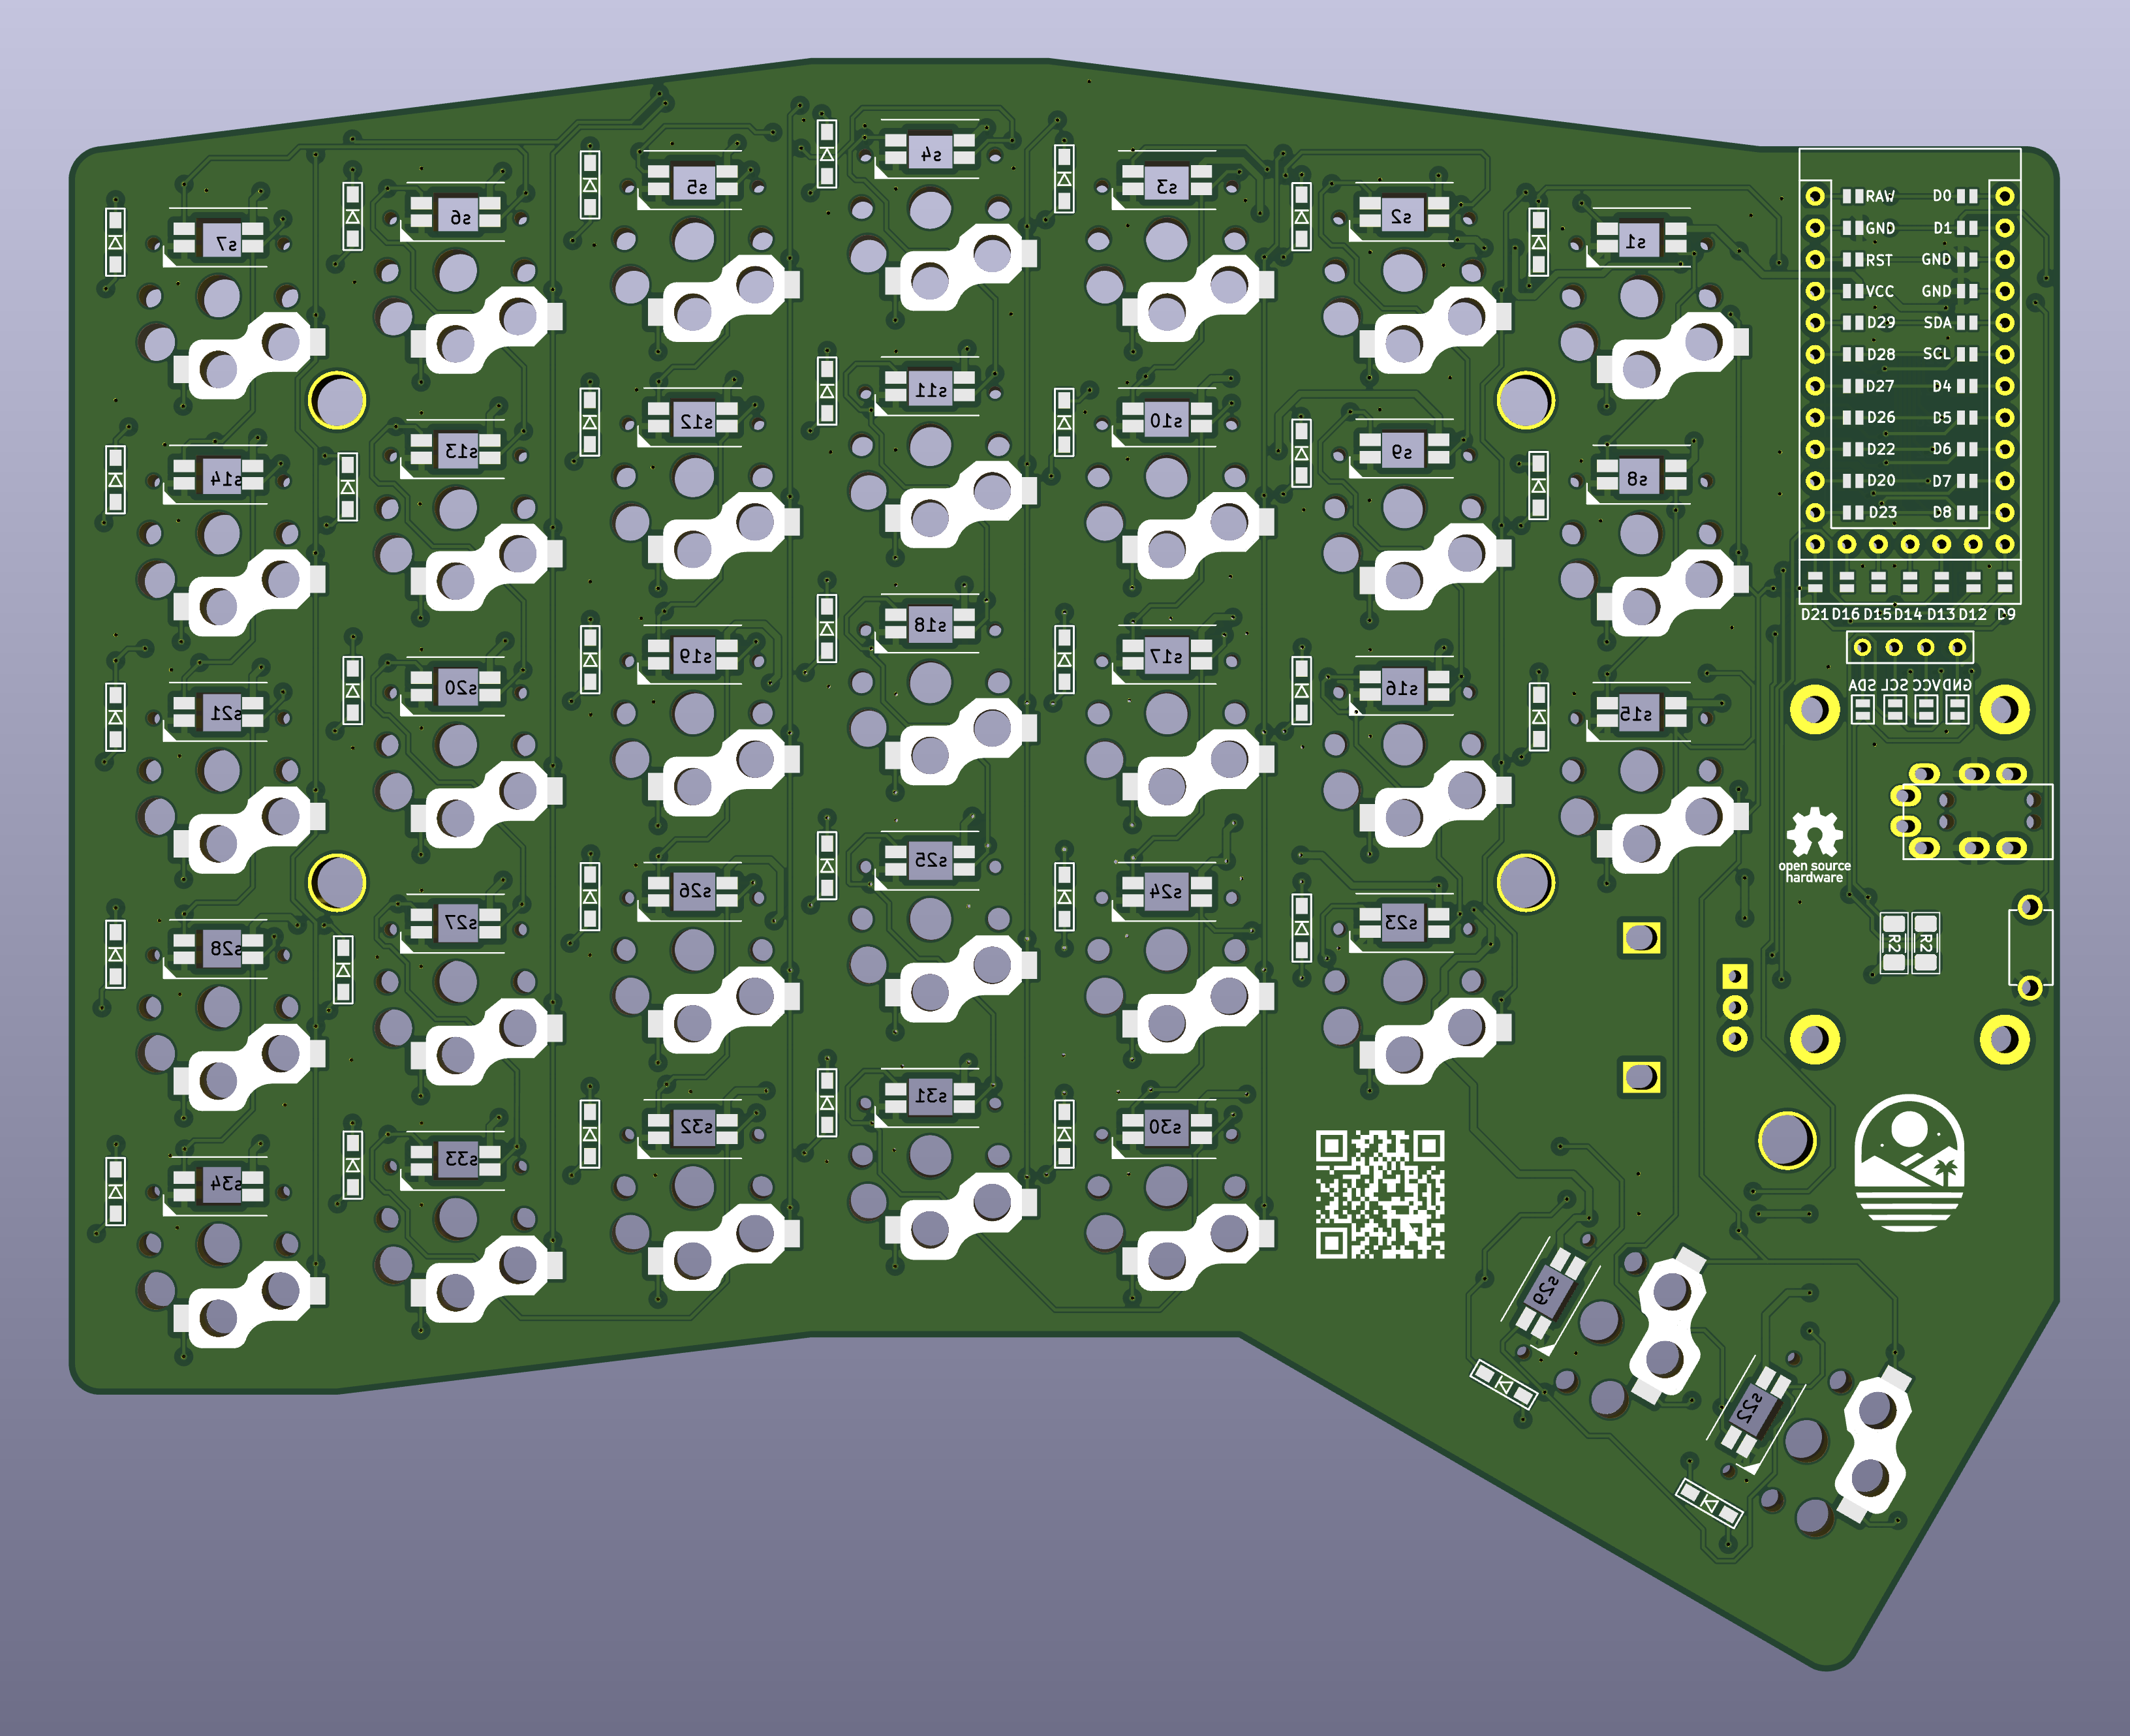 s4
s5
s3
s6
s2
s7
s1
RAW D0
GND D1
RST GND
VCC GND
D29 SDA
D28 SCL
D27 D4
D26 D5
D22 D6
D20 D7
D23 D8
D21 D16 D15 D14 D13 D12 D9
s11
s12
s10
s13
s9
s14
s8
s18
s19
s17
s20
s16
s21
s15
SDA SCL VCC GND
open source
hardware
s25
s26
s24
s27
s23
s28
R2 R2
s31
s32
s30
s33
s34
s29
s22